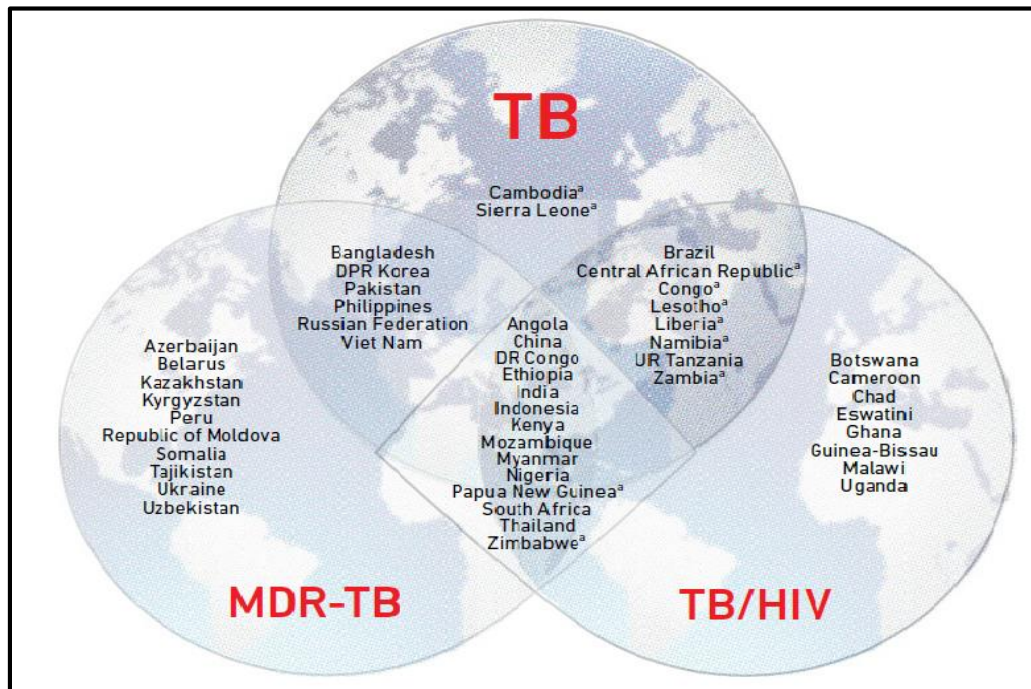 TB
Cambodiaª
Sierra Leoneª
Bangladesh
DPR Korea
Pakistan
Philippines
Russian Federation
Viet Nam
Brazil
Central African Republicª
Congoª
Lesothoª
Liberiaª
Namibiaª
UR Tanzania
Zambiaª
Angola
China
DR Congo
Ethiopia
India
Indonesia
Kenya
Mozambique
Myanmar
Nigeria
Papua New Guineaª
South Africa
Thailand
Zimbabweª
Azerbaijan
Belarus
Kazakhstan
Kyrgyzstan
Peru
Republic of Moldova
Somalia
Tajikistan
Ukraine
Uzbekistan
Botswana
Cameroon
Chad
Eswatini
Ghana
Guinea-Bissau
Malawi
Uganda
MDR-TB
TB/HIV